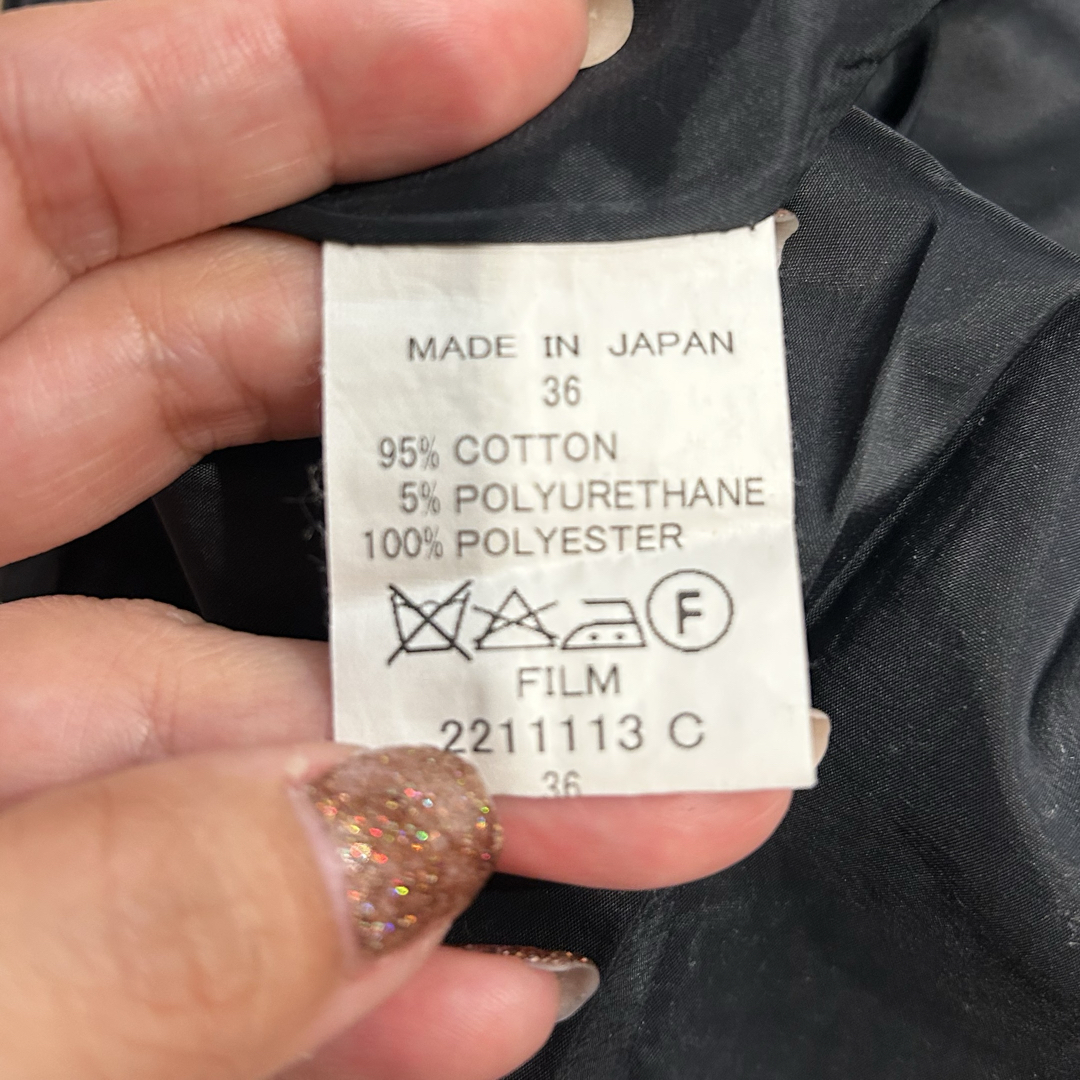 MADE IN JAPAN
36
95% COTTON
5% POLYURETHANE
100% POLYESTER
F
FILM
2211113 C
36